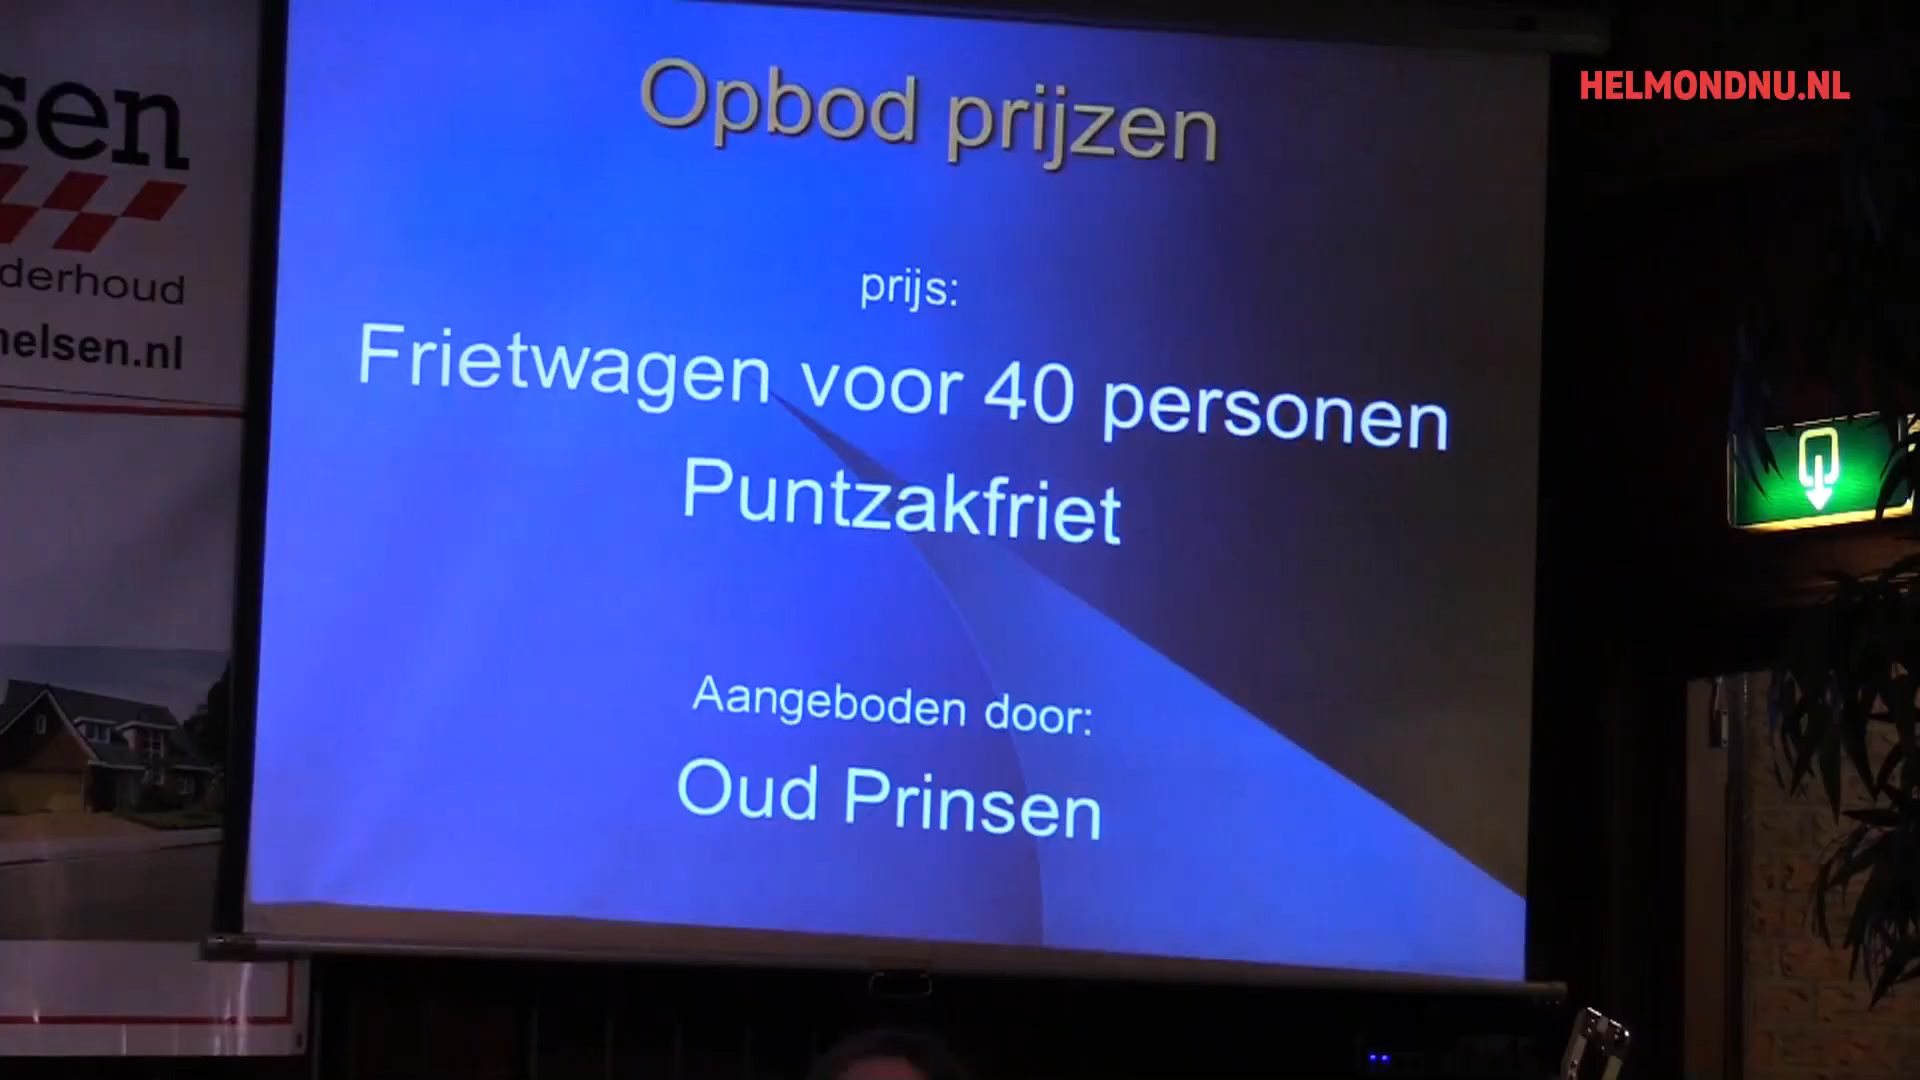 HELMONDNU.NL
Opbod prijzen
prijs:
Frietwagen voor 40 personen
Puntzakfriet
Aangeboden door:
Oud Prinsen
sen
derhoud
nelsen.nl